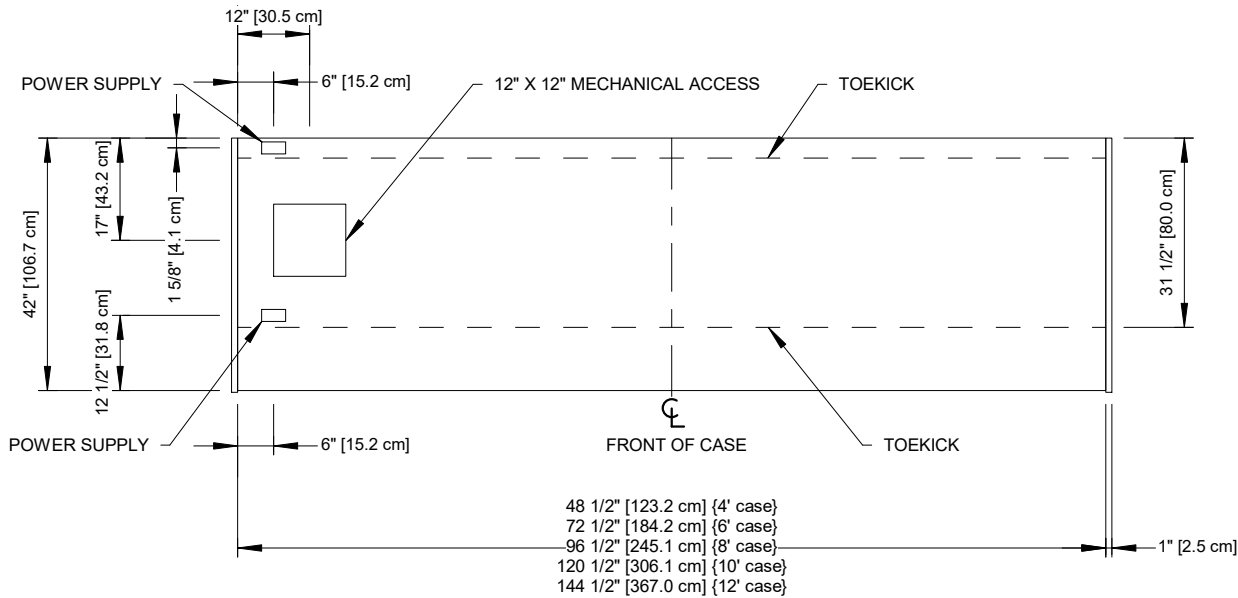 12" [30.5 cm]
POWER SUPPLY
6" [15.2 cm]
12" X 12" MECHANICAL ACCESS
TOEKICK
42" [106.7 cm]
17" [43.2 cm]
1 5/8" [4.1 cm]
12 1/2" [31.8 cm]
31 1/2" [80.0 cm]
POWER SUPPLY
6" [15.2 cm]
CL
FRONT OF CASE
TOEKICK
48 1/2" [123.2 cm] {4' case}
72 1/2" [184.2 cm] {6' case}
96 1/2" [245.1 cm] {8' case}
120 1/2" [306.1 cm] {10' case}
144 1/2" [367.0 cm] {12' case}
1" [2.5 cm]